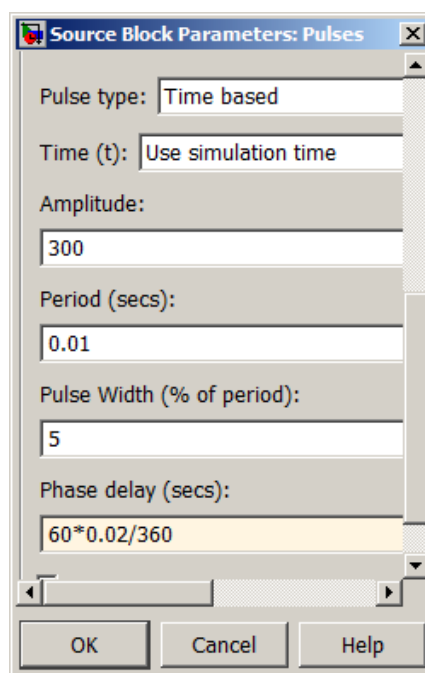 Source Block Parameters: Pulses
Pulse type: Time based
Time (t): Use simulation time
Amplitude:
300
Period (secs):
0.01
Pulse Width (% of period):
5
Phase delay (secs):
60*0.02/360
OK Cancel Help